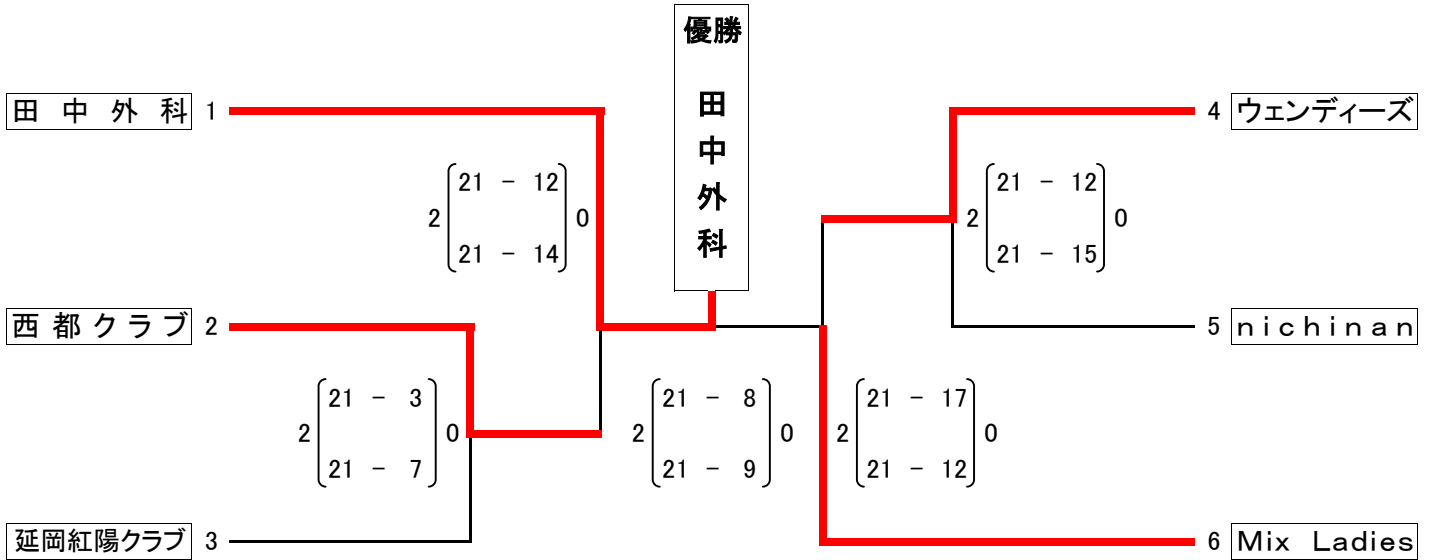 優勝
田中外科
田中外科 1
4 ウェンディーズ
21 - 12
2 0
21 - 14
21 - 12
2 0
21 - 15
西都クラブ 2
5 nichinan
21 - 3
2 0
21 - 7
21 - 8
2 0
21 - 9
21 - 17
2 0
21 - 12
延岡紅陽クラブ 3
6 Mix Ladies